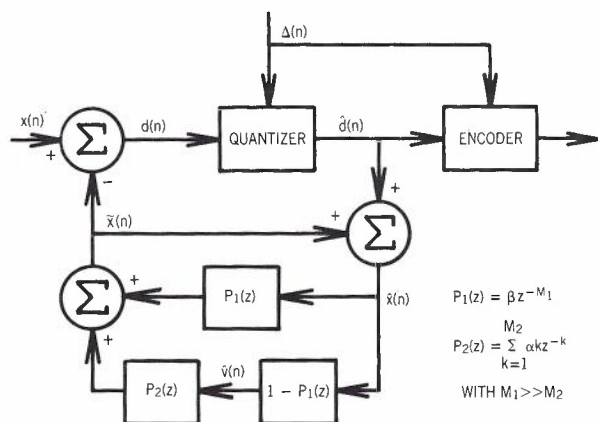 Δ(n)
x(n)
+
Σ
−
d(n)
QUANTIZER
d̂(n)
ENCODER
+
+
Σ
x̃(n)
+
Σ
+
P₁(z)
x̂(n)
P₂(z)
v̂(n)
1 − P₁(z)
P₁(z) = βz⁻ᴹ₁
M₂
P₂(z) = Σ αkz⁻ᵏ
k=1
WITH M₁>>M₂